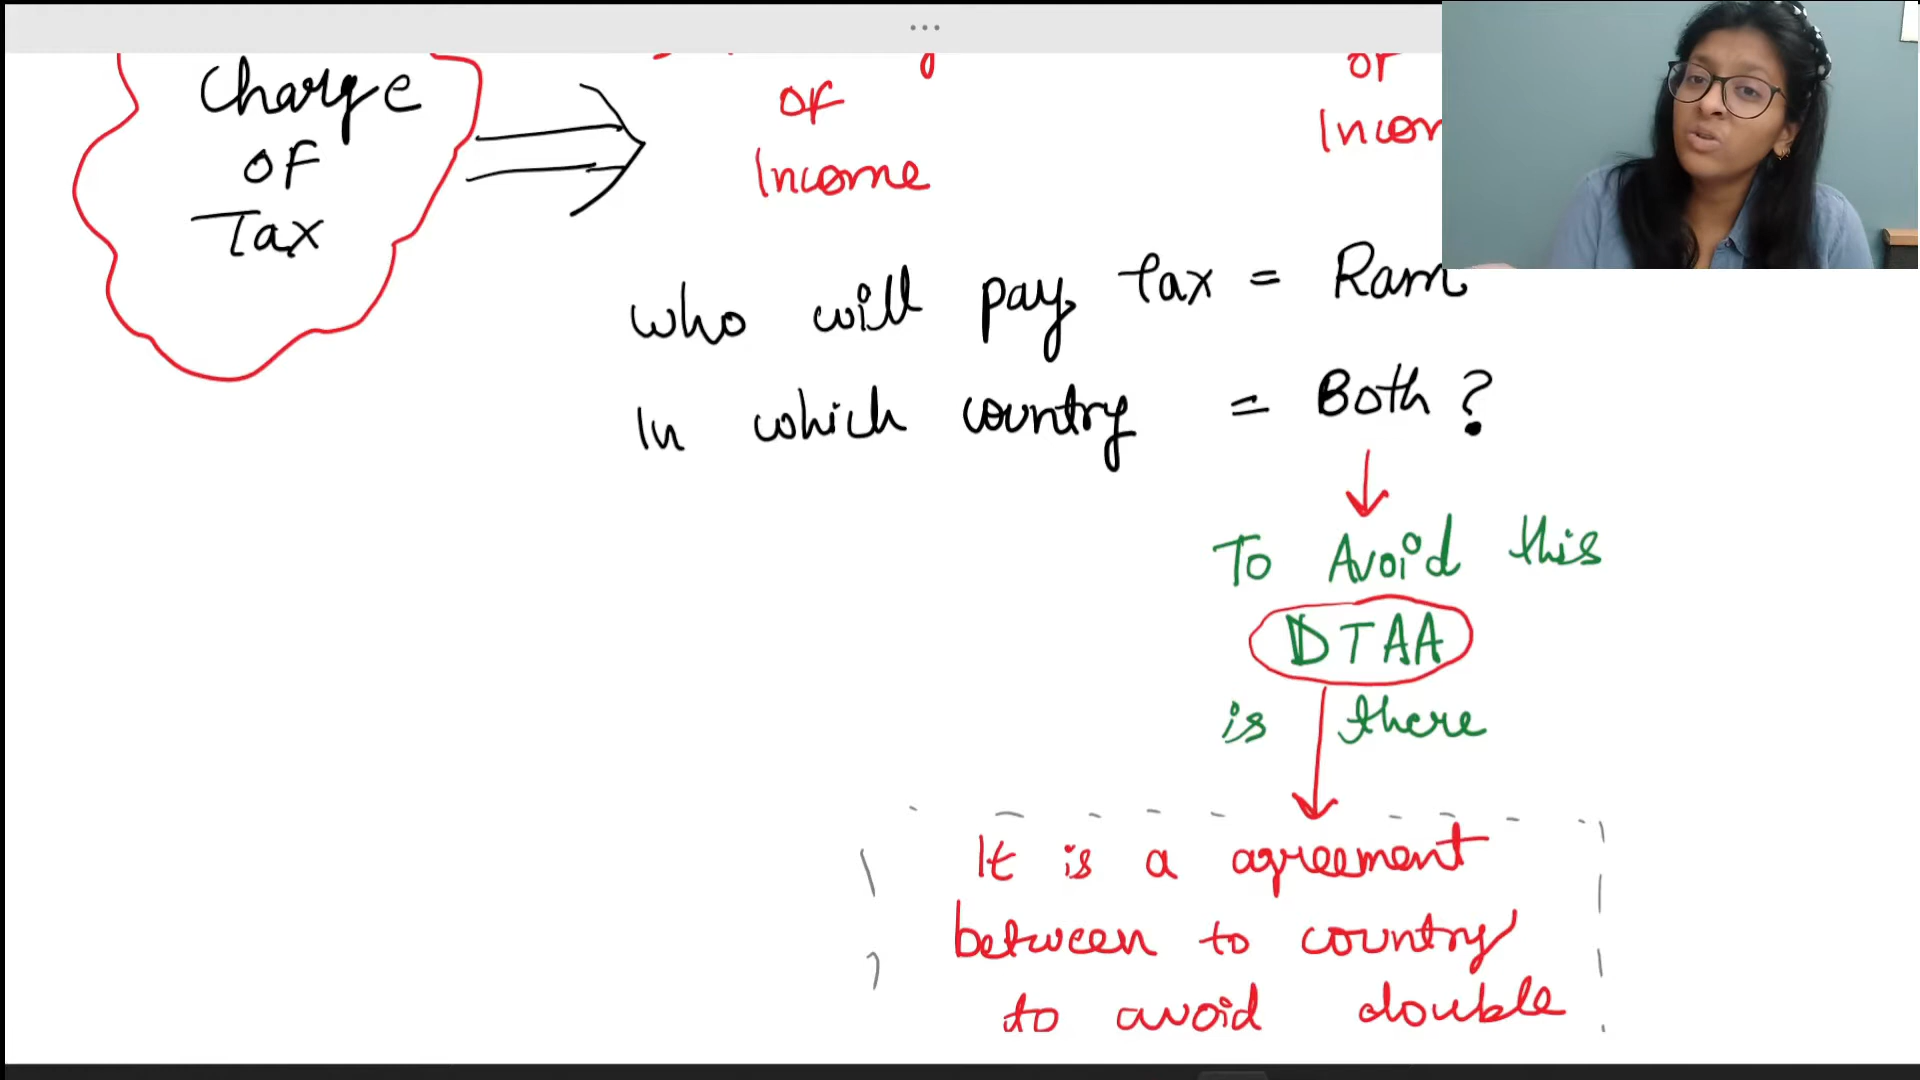 Charge
OF
Tax
of
Income
of
Incom
Who will pay tax = Ram
In which country = Both ?
To Avoid this
DTAA
is there
It is a agreement
between to country
to avoid double